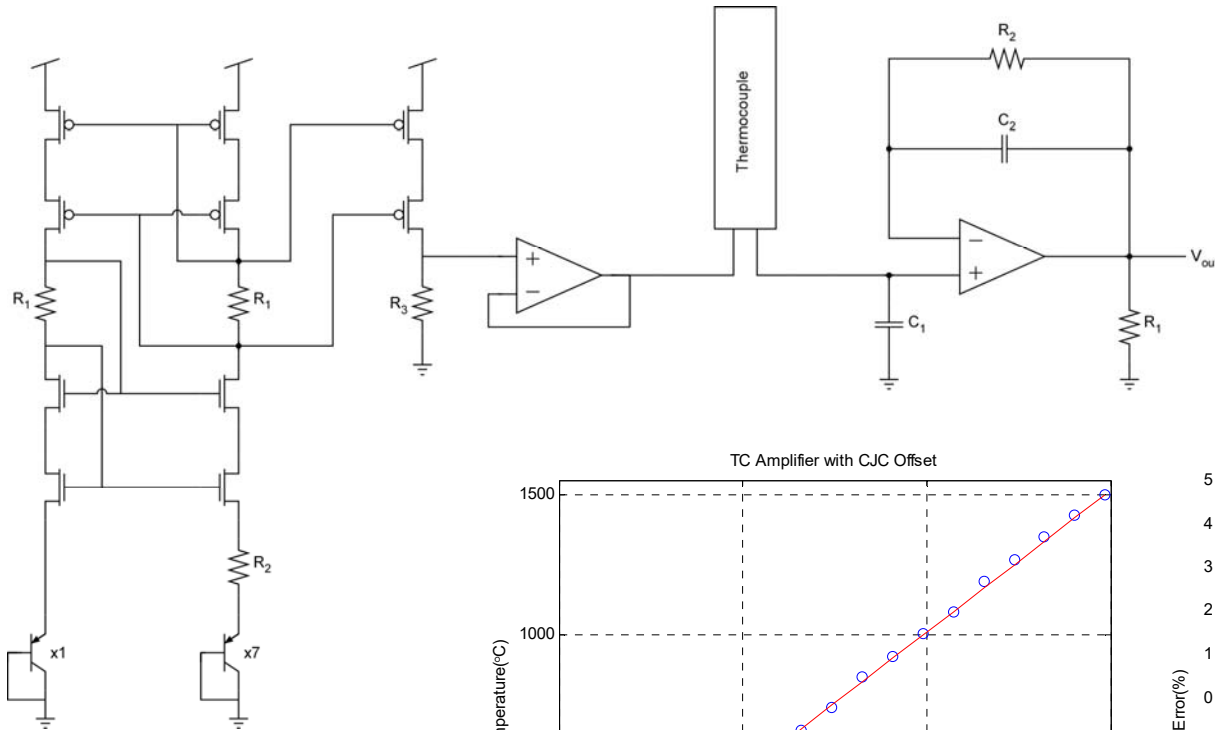 R2
C2
Thermocouple
R1
R1
R3
Vou
C1
R1
R2
x1
x7
TC Amplifier with CJC Offset
1500
1000
perature(°C)
5
4
3
2
1
0
Error(%)